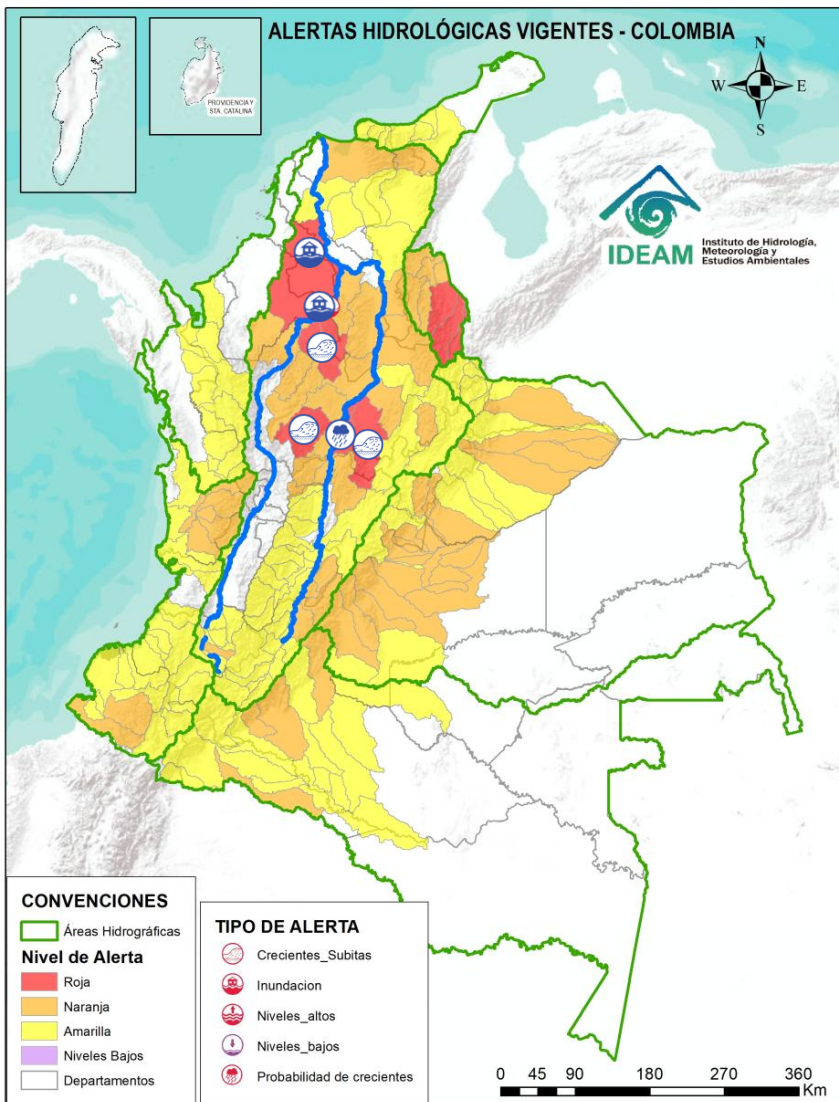 ALERTAS HIDROLÓGICAS VIGENTES - COLOMBIA
PROVIDENCIA Y
STA. CATALINA
N
W
E
S
IDEAM
Instituto de Hidrología,
Meteorología y
Estudios Ambientales
CONVENCIONES
Áreas Hidrográficas
Nivel de Alerta
Roja
Naranja
Amarilla
Niveles Bajos
Departamentos
TIPO DE ALERTA
Crecientes_Subitas
Inundacion
Niveles_altos
Niveles_bajos
Probabilidad de crecientes
0 45 90 180 270 360
Km